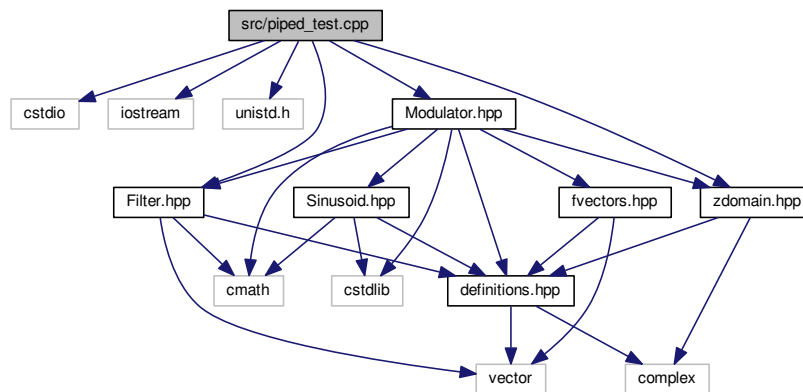 src/piped_test.cpp
cstdio
iostream
unistd.h
Modulator.hpp
Filter.hpp
Sinusoid.hpp
fvectors.hpp
zdomain.hpp
cmath
cstdlib
definitions.hpp
vector
complex